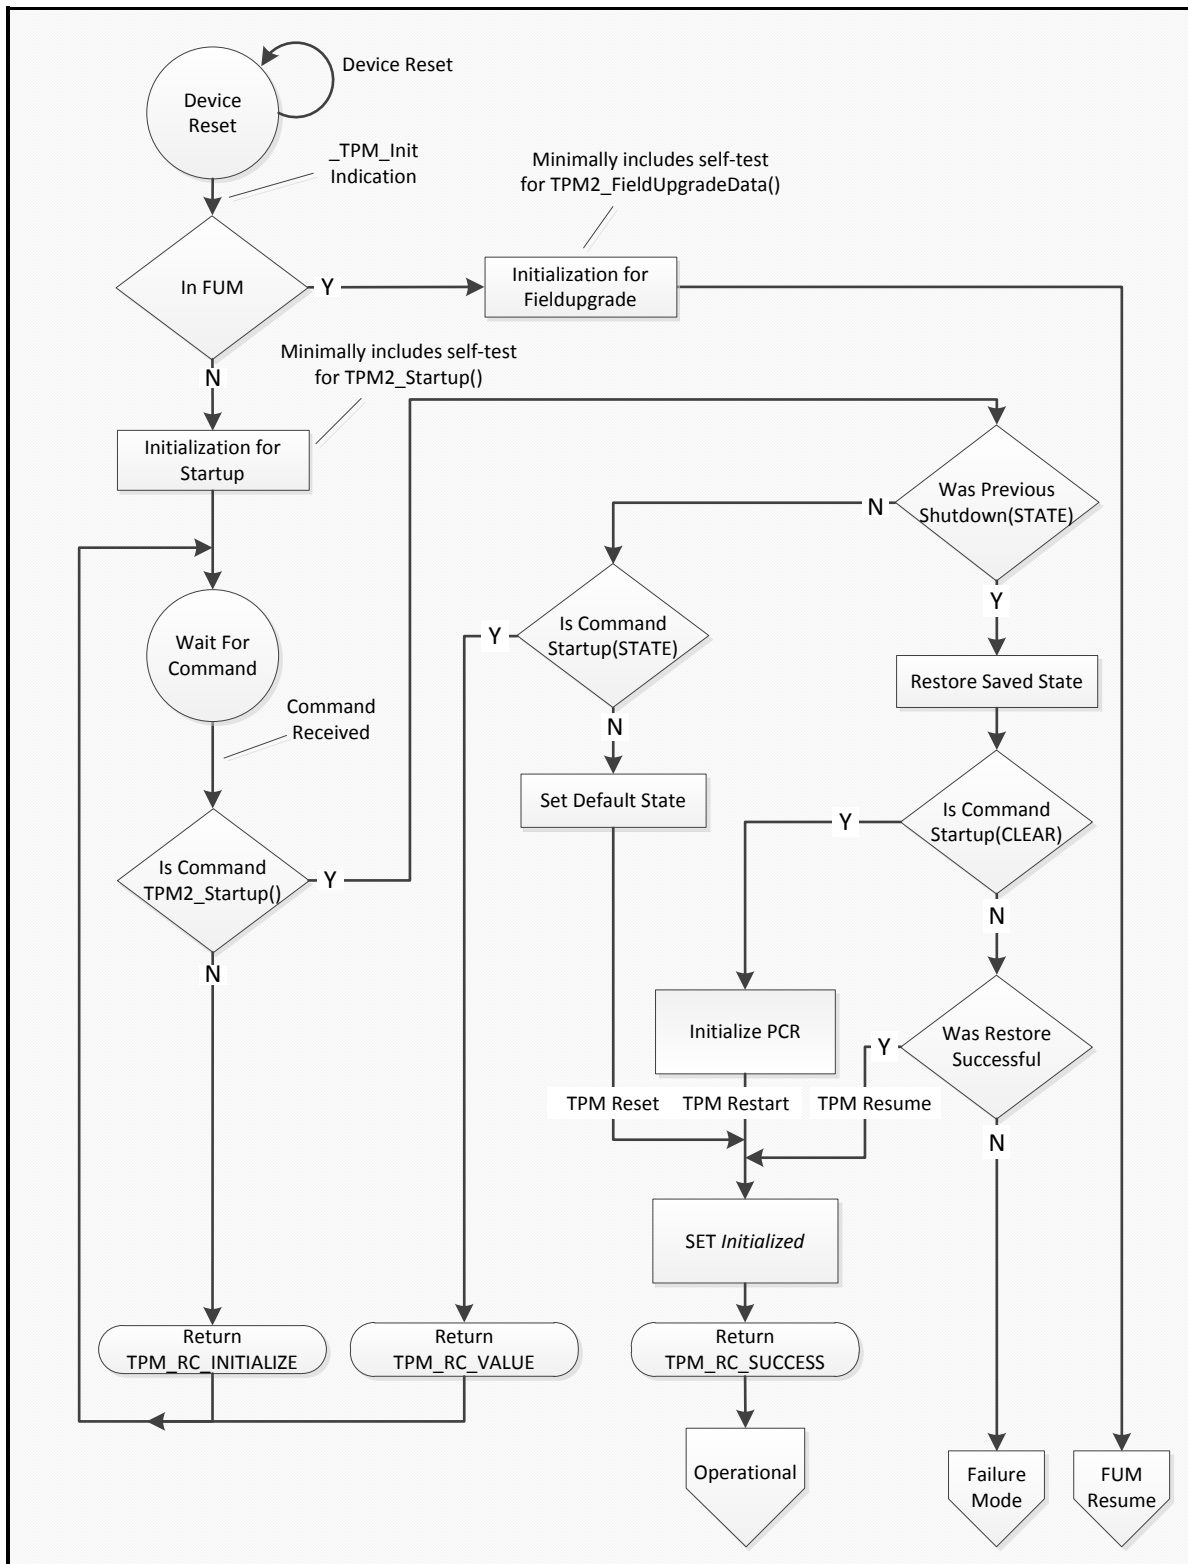 Device Reset
Device
Reset
_TPM_Init
Indication
Minimally includes self-test
for TPM2_FieldUpgradeData()
In FUM
Y
Initialization for
Fieldupgrade
N
Minimally includes self-test
for TPM2_Startup()
Initialization for
Startup
Was Previous
Shutdown(STATE)
N
Y
Wait For
Command
Is Command
Startup(STATE)
Y
N
Restore Saved State
Command
Received
Set Default State
Is Command
Startup(CLEAR)
Y
N
Is Command
TPM2_Startup()
Y
N
Initialize PCR
Was Restore
Successful
Y
N
TPM Reset
TPM Restart
TPM Resume
SET Initialized
Return
TPM_RC_INITIALIZE
Return
TPM_RC_VALUE
Return
TPM_RC_SUCCESS
Operational
Failure
Mode
FUM
Resume